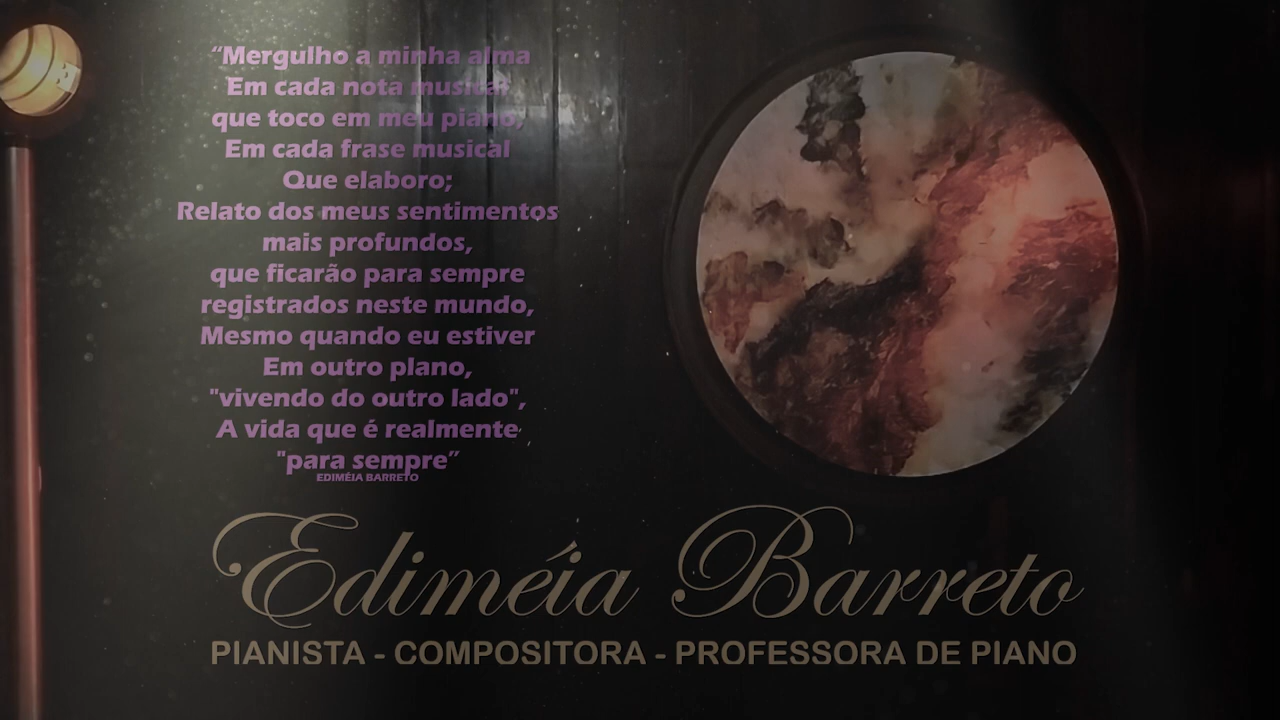 “Mergulho a minha alma
Em cada nota musical
que toco em meu piano,
Em cada frase musical
Que elaboro;
Relato dos meus sentimentos
mais profundos,
que ficarão para sempre
registrados neste mundo,
Mesmo quando eu estiver
Em outro plano,
"vivendo do outro lado",
A vida que é realmente
"para sempre”
EDIMÉIA BARRETO
Ediméia Barreto
PIANISTA - COMPOSITORA - PROFESSORA DE PIANO